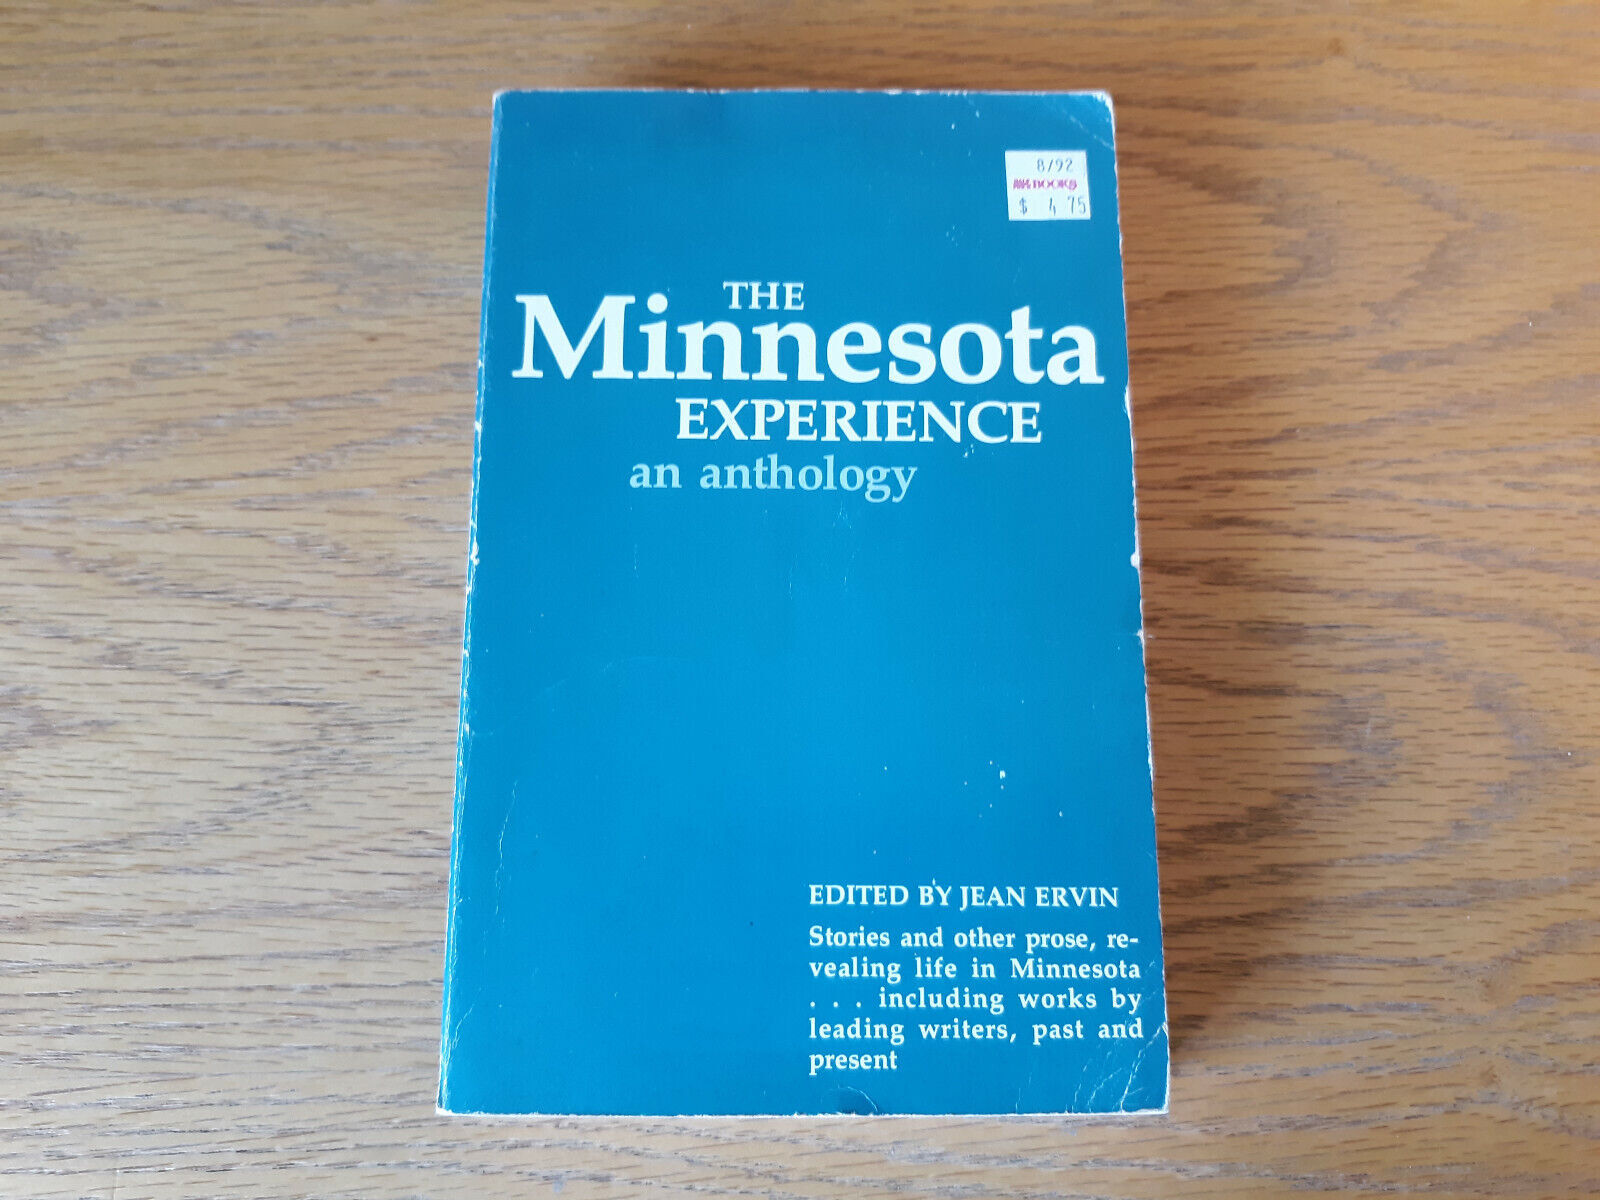 8/92
BOOKS
$ 4 75
THE
Minnesota
EXPERIENCE
an anthology
EDITED BY JEAN ERVIN
Stories and other prose, re-
vealing life in Minnesota
. . . including works by
leading writers, past and
present